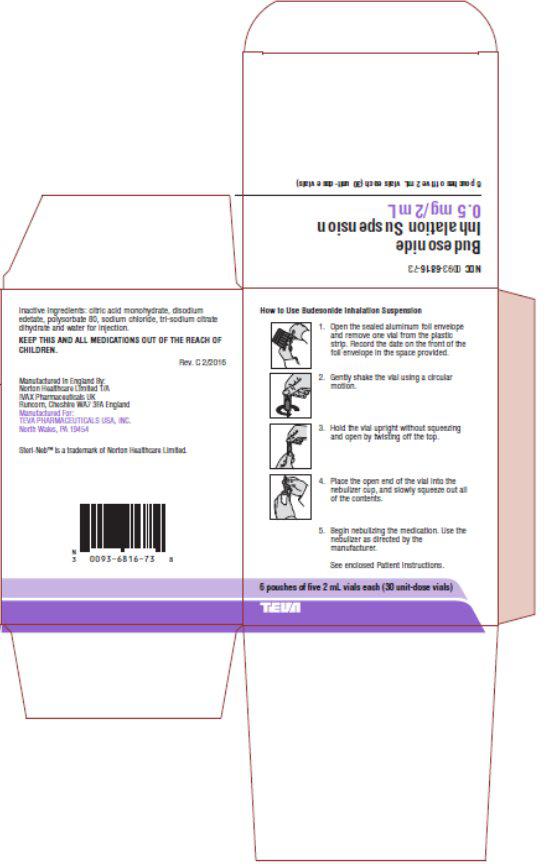 6 pouches of five 2 mL vials each (30 unit-dose vials)
0.5 mg/2 mL
Inhalation Suspension
Budesonide
NDC 0093-6816-73
Inactive ingredients: citric acid monohydrate, disodium
edetate, polysorbate 80, sodium chloride, tri-sodium citrate
dihydrate and water for injection.
KEEP THIS AND ALL MEDICATIONS OUT OF THE REACH OF
CHILDREN.
Rev. C 2/2016
Manufactured In England By:
Norton Healthcare Limited T/A
IVAX Pharmaceuticals UK
Runcorn, Cheshire WA7 3FA England
Manufactured For:
TEVA PHARMACEUTICALS USA, INC.
North Wales, PA 19454
Steri-Neb™ is a trademark of Norton Healthcare Limited.
N
3 0093-6816-73 8
How to Use Budesonide Inhalation Suspension
1. Open the sealed aluminum foil envelope
and remove one vial from the plastic
strip. Record the date on the front of the
foil envelope in the space provided.
2. Gently shake the vial using a circular
motion.
3. Hold the vial upright without squeezing
and open by twisting off the top.
4. Place the open end of the vial into the
nebulizer cup, and slowly squeeze out all
of the contents.
5. Begin nebulizing the medication. Use the
nebulizer as directed by the
manufacturer.
See enclosed Patient Instructions.
6 pouches of five 2 mL vials each (30 unit-dose vials)
TEVA